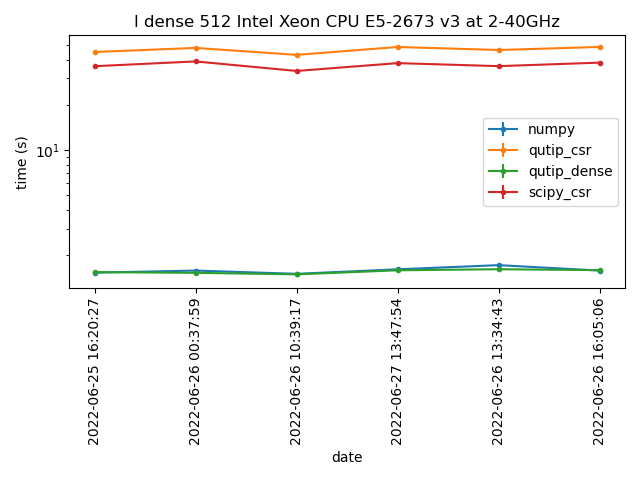 l dense 512 Intel Xeon CPU E5-2673 v3 at 2-40GHz
time (s)
10^1
numpy
qutip_csr
qutip_dense
scipy_csr
2022-06-25 16:20:27
2022-06-26 00:37:59
2022-06-26 10:39:17
2022-06-27 13:47:54
2022-06-26 13:34:43
2022-06-26 16:05:06
date